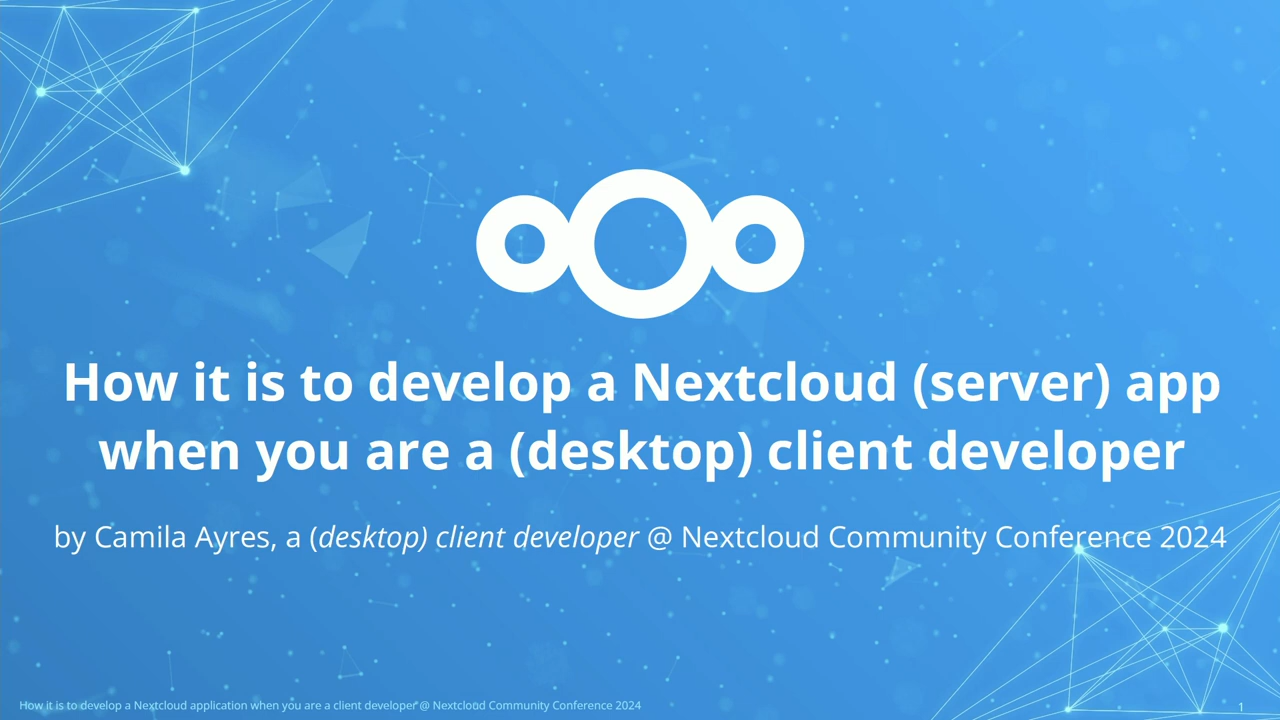 How it is to develop a Nextcloud (server) app
when you are a (desktop) client developer
by Camila Ayres, a (desktop) client developer @ Nextcloud Community Conference 2024
How it is to develop a Nextcloud application when you are a client developer @ Nextcloud Community Conference 2024
1